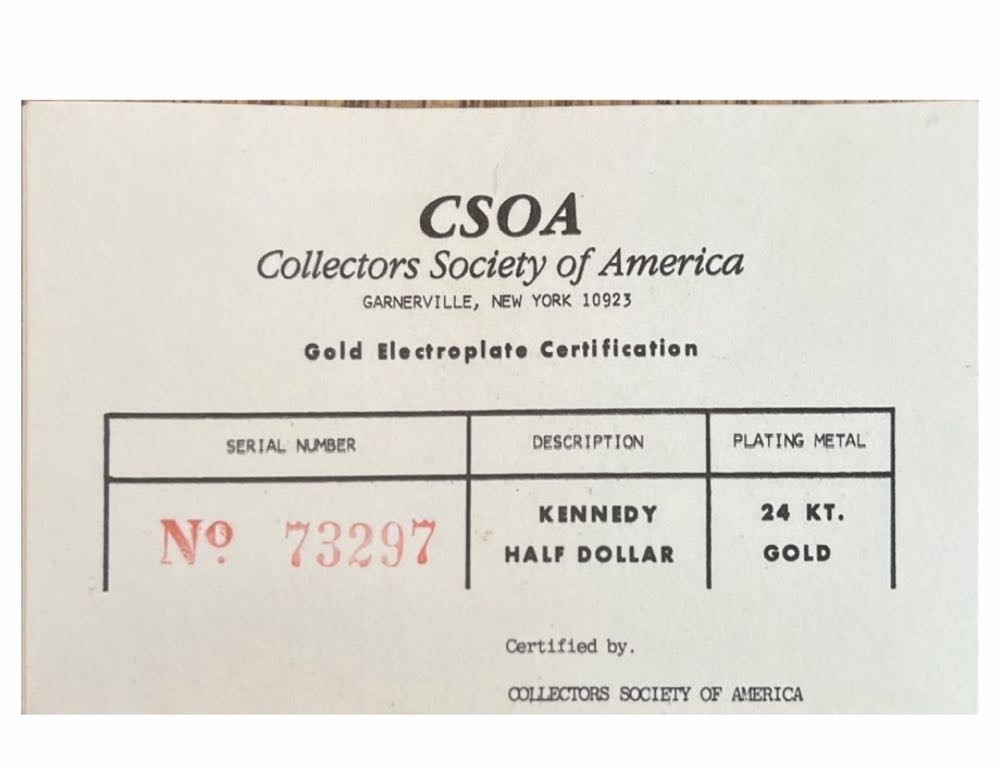 CSOA
Collectors Society of America
GARNERVILLE, NEW YORK 10923
Gold Electroplate Certification
SERIAL NUMBER DESCRIPTION PLATING METAL
Nº 73297 KENNEDY HALF DOLLAR 24 KT. GOLD
Certified by.
COLLECTORS SOCIETY OF AMERICA